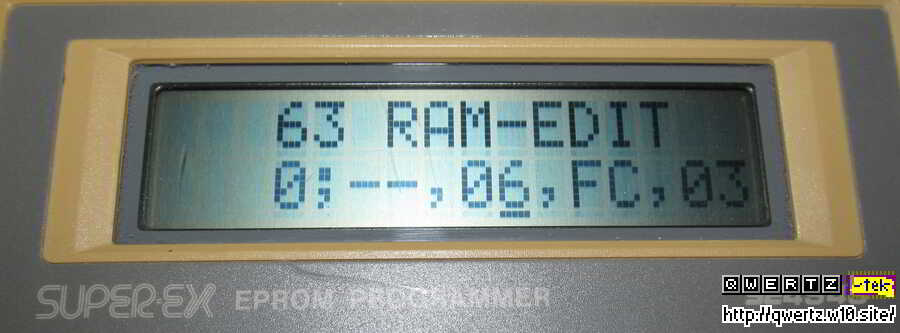 63 RAM-EDIT
0;--,06,FC,03
SUPER-EX EPROM PROGRAMMER
QWERTZ -tek
http://qwertz.w10.site/